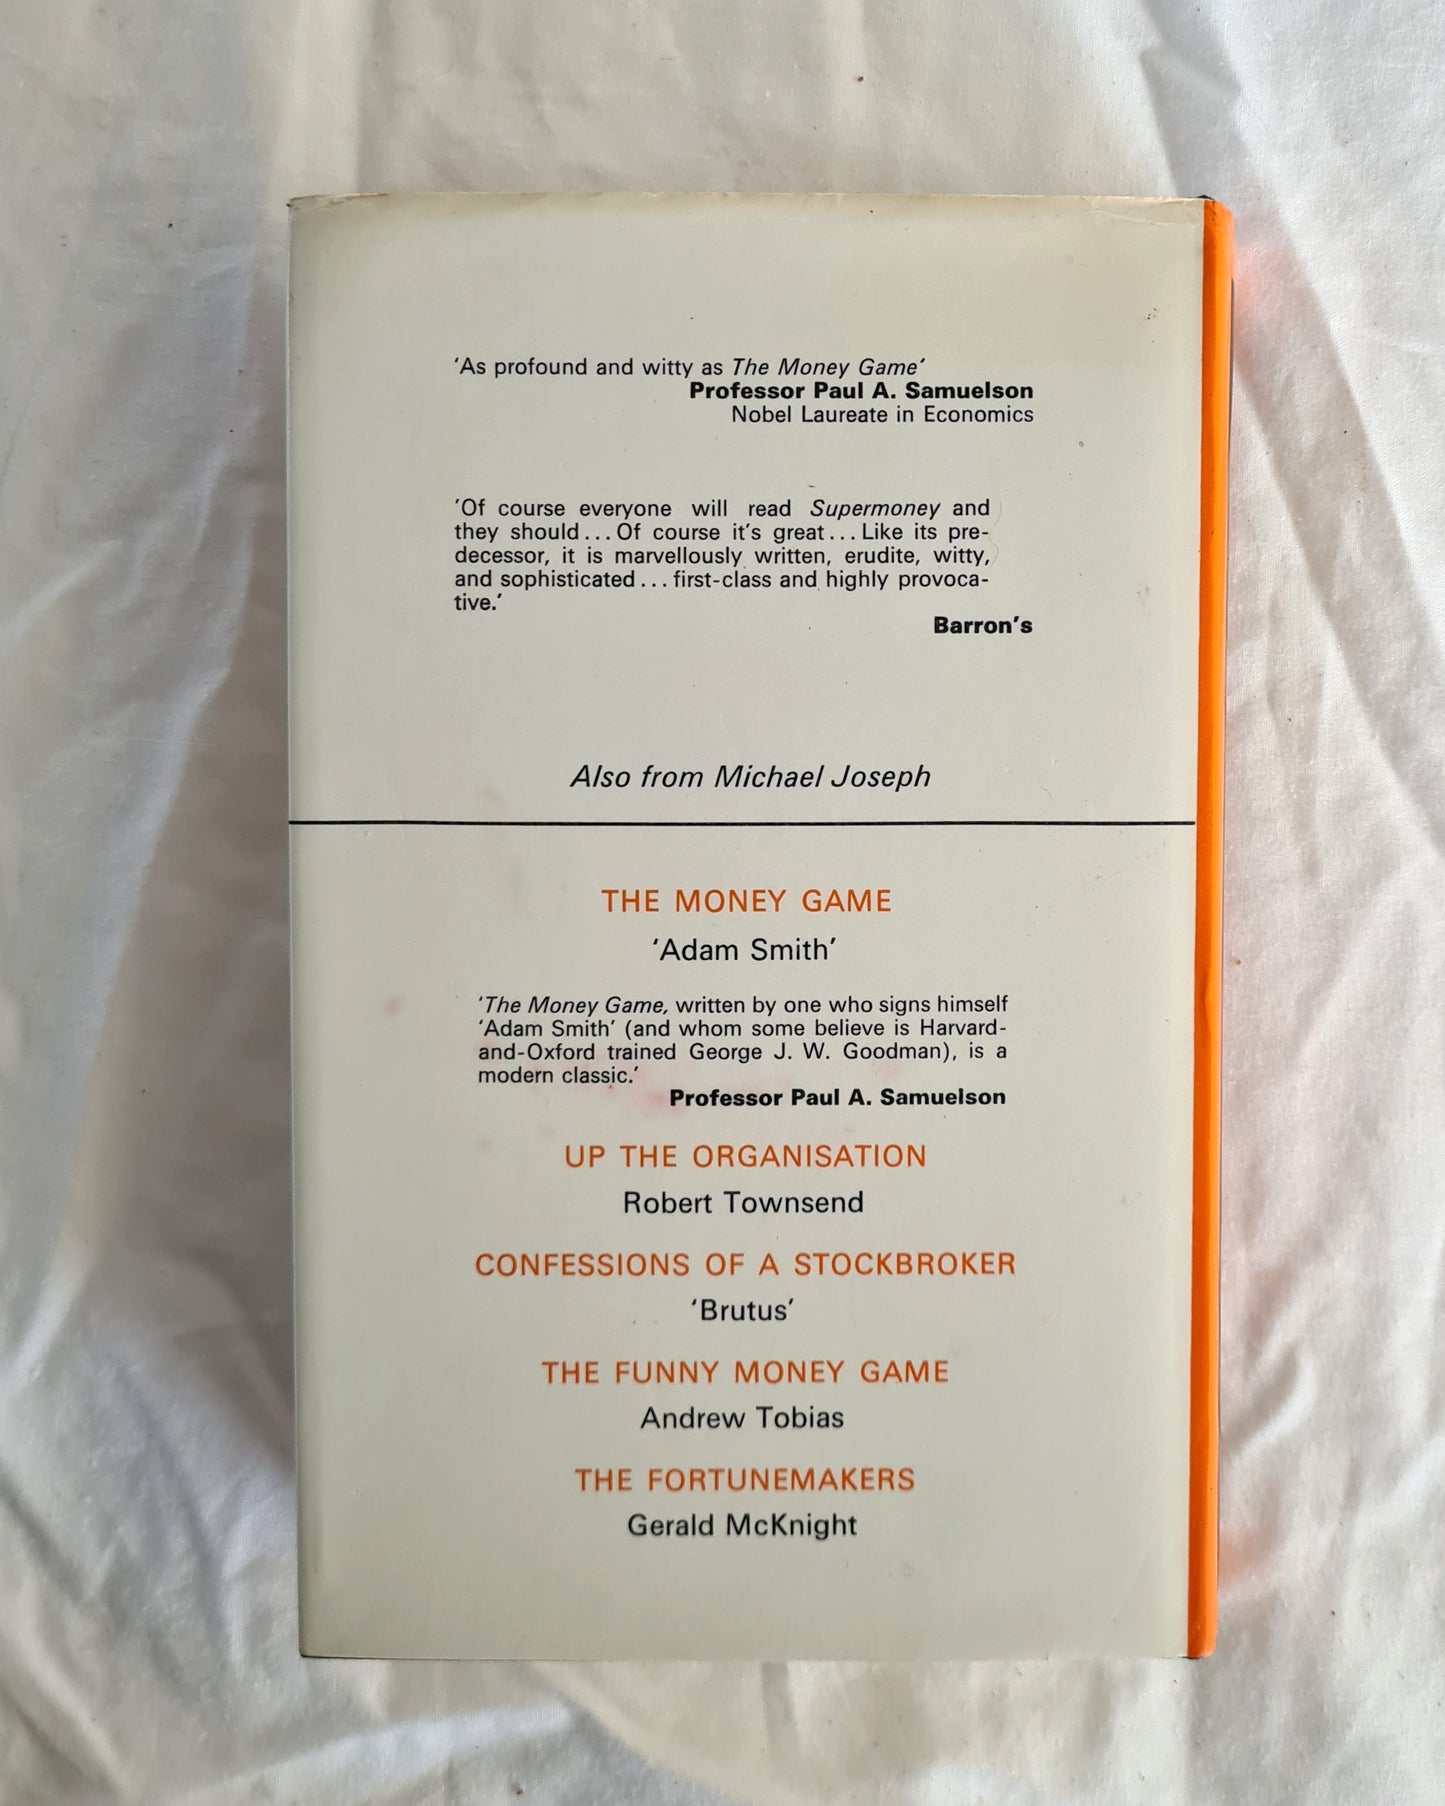 ‘As profound and witty as The Money Game’
Professor Paul A. Samuelson
Nobel Laureate in Economics
‘Of course everyone will read Supermoney and
they should...Of course it's great...Like its pre-
decessor, it is marvellously written, erudite, witty,
and sophisticated...first-class and highly provoca-
tive.’
Barron's
Also from Michael Joseph
THE MONEY GAME
‘Adam Smith’
‘The Money Game, written by one who signs himself
‘Adam Smith’ (and whom some believe is Harvard-
and-Oxford trained George J. W. Goodman), is a
modern classic.’
Professor Paul A. Samuelson
UP THE ORGANISATION
Robert Townsend
CONFESSIONS OF A STOCKBROKER
‘Brutus’
THE FUNNY MONEY GAME
Andrew Tobias
THE FORTUNEMAKERS
Gerald McKnight